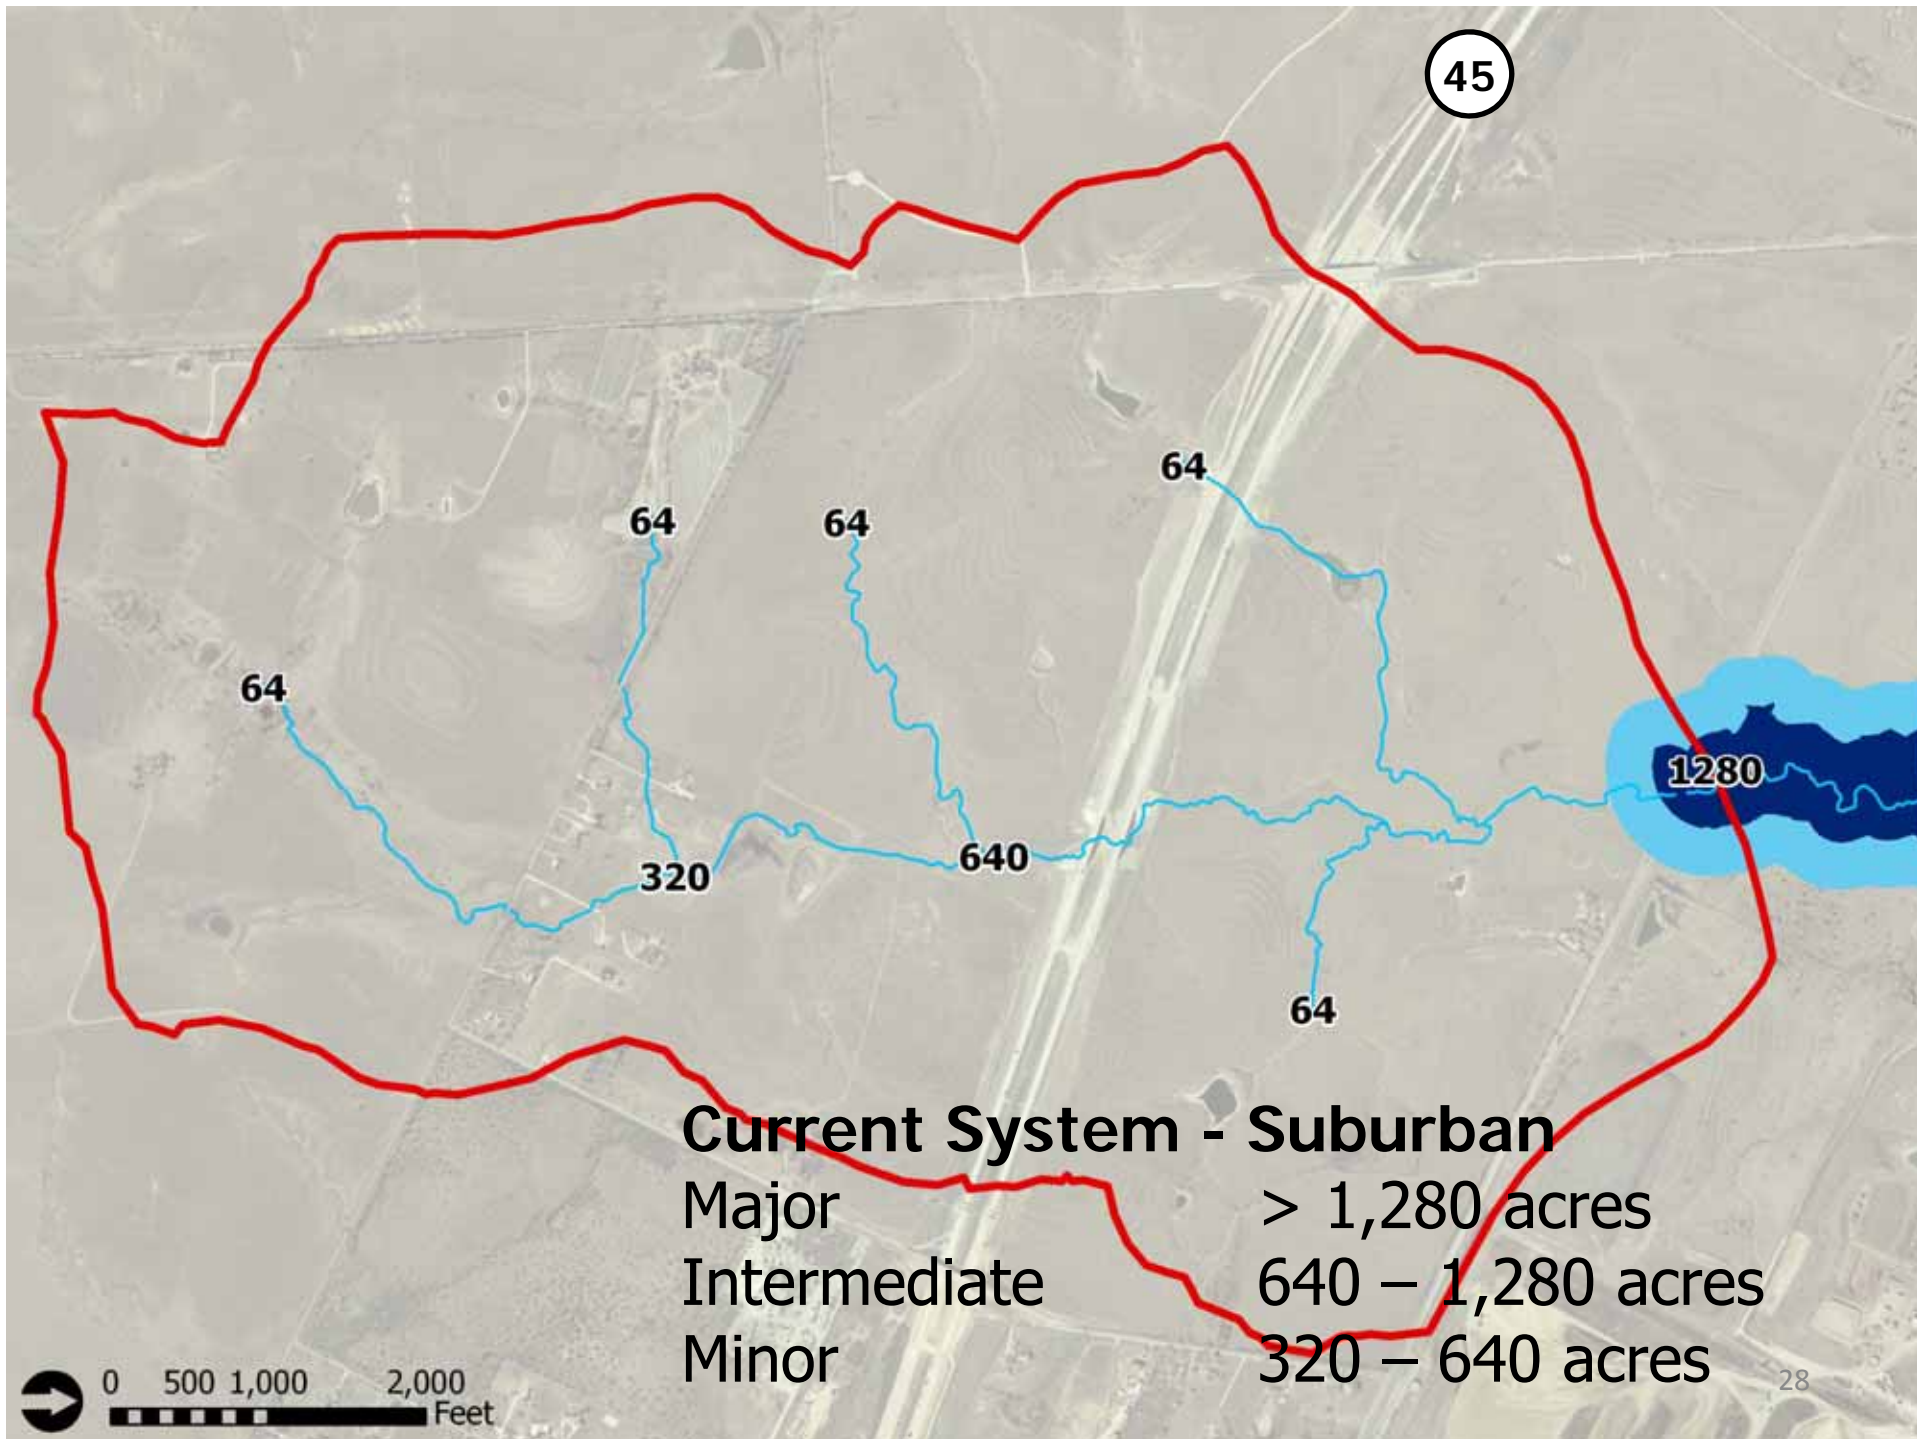 45
64
64
64
64
1280
640
320
64
Current System - Suburban
Major > 1,280 acres
Intermediate 640 – 1,280 acres
Minor 320 – 640 acres
0 500 1,000 2,000
Feet
28